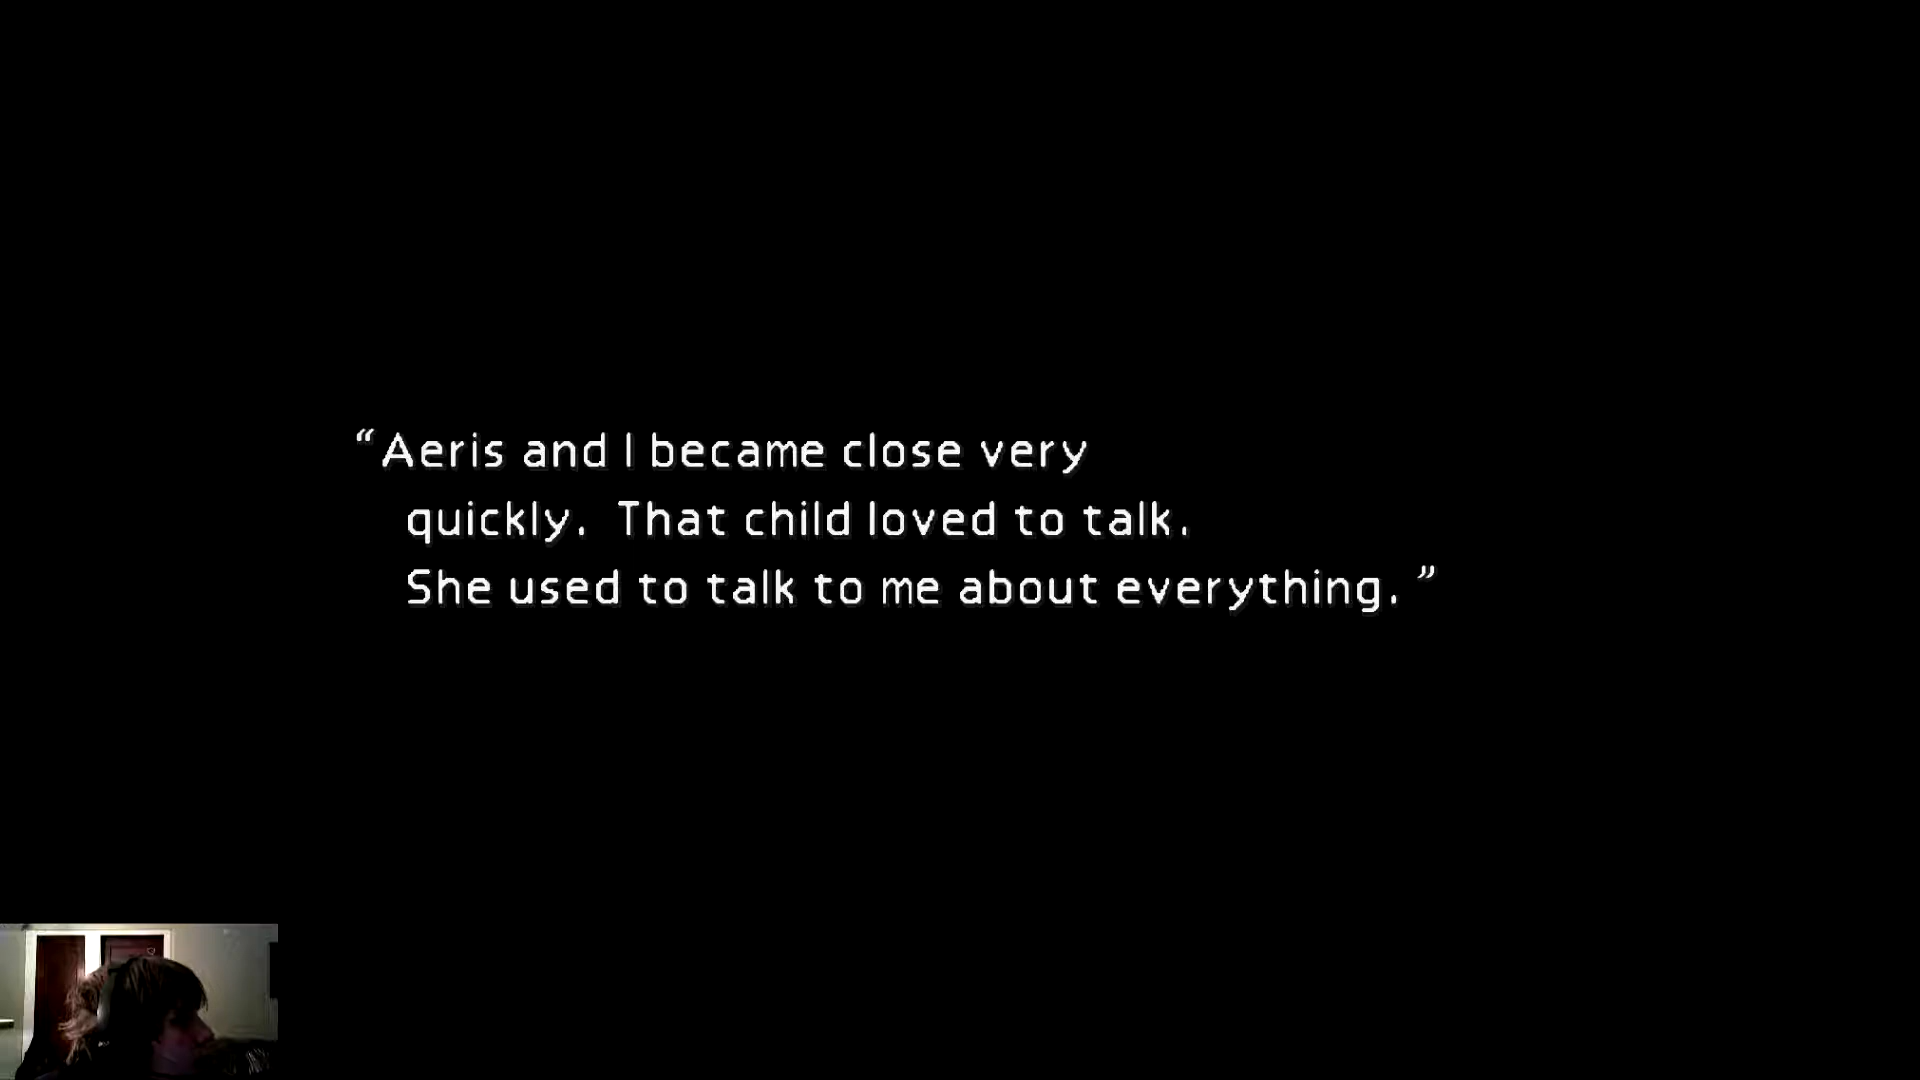 “Aeris and I became close very
quickly. That child loved to talk.
She used to talk to me about everything.”